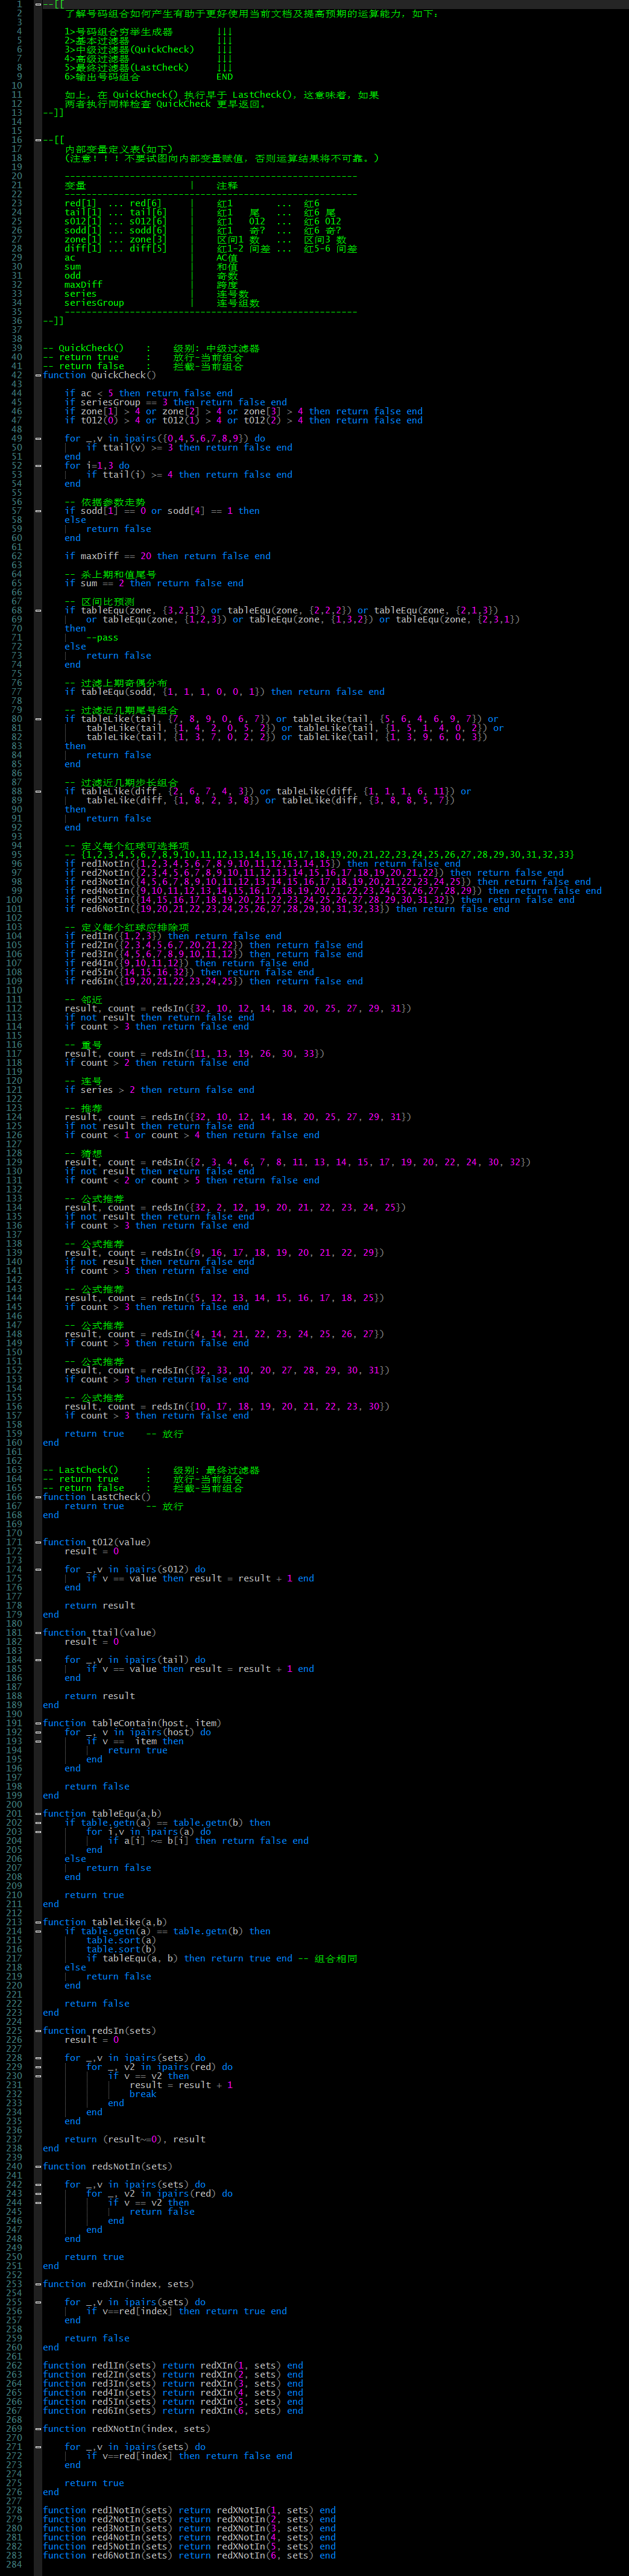 --[[
了解号码组合如何产生有助于更好使用当前文档及提高预期的运算能力，如下：
1>号码组合穷举生成器 ↓↓↓
2>基本过滤器 ↓↓↓
3>中级过滤器(QuickCheck) ↓↓↓
4>高级过滤器 ↓↓↓
5>最终过滤器(LastCheck) ↓↓↓
6>输出号码组合 END
如上，在 QuickCheck() 执行早于 LastCheck()，这意味着，如果
两者执行同样检查 QuickCheck 更早返回。
--]]
--[[
内部变量定义表(如下)
(注意！！！不要试图向内部变量赋值，否则运算结果将不可靠。)
------------------------------------------------------
变量 | 注释
------------------------------------------------------
red[1] ... red[6] | 红1 ... 红6
tail[1] ... tail[6] | 红1 尾 ... 红6 尾
s012[1] ... s012[6] | 红1 012 ... 红6 012
sodd[1] ... sodd[6] | 红1 奇? ... 红6 奇?
zone[1] ... zone[3] | 区间1 数 ... 区间3 数
diff[1] ... diff[5] | 红1-2 间差 ... 红5-6 间差
ac | AC值
sum | 和值
odd | 奇数
maxDiff | 跨度
series | 连号数
seriesGroup | 连号组数
------------------------------------------------------
--]]
-- QuickCheck() : 级别: 中级过滤器
-- return true : 放行-当前组合
-- return false : 拦截-当前组合
function QuickCheck()
if ac < 5 then return false end
if seriesGroup == 3 then return false end
if zone[1] > 4 or zone[2] > 4 or zone[3] > 4 then return false end
if t012(0) > 4 or t012(1) > 4 or t012(2) > 4 then return false end
for _,v in ipairs({0,4,5,6,7,8,9}) do
if ttail(v) >= 3 then return false end
end
for i=1,3 do
if ttail(i) >= 4 then return false end
end
-- 依据参数走势
if sodd[1] == 0 or sodd[4] == 1 then
else
return false
end
if maxDiff == 20 then return false end
-- 杀上期和值尾号
if sum == 2 then return false end
-- 区间比预测
if tableEqu(zone, {3,2,1}) or tableEqu(zone, {2,2,2}) or tableEqu(zone, {2,1,3})
or tableEqu(zone, {1,2,3}) or tableEqu(zone, {1,3,2}) or tableEqu(zone, {2,3,1})
then
--pass
else
return false
end
-- 过滤上期奇偶分布
if tableEqu(sodd, {1, 1, 1, 0, 0, 1}) then return false end
-- 过滤近几期尾号组合
if tableLike(tail, {7, 8, 9, 0, 6, 7}) or tableLike(tail, {5, 6, 4, 6, 9, 7}) or
tableLike(tail, {1, 4, 2, 0, 5, 2}) or tableLike(tail, {1, 5, 1, 4, 0, 2}) or
tableLike(tail, {1, 3, 7, 0, 2, 2}) or tableLike(tail, {1, 3, 9, 6, 0, 3})
then
return false
end
-- 过滤近几期步长组合
if tableLike(diff, {2, 6, 7, 4, 3}) or tableLike(diff, {1, 1, 1, 6, 11}) or
tableLike(diff, {1, 8, 2, 3, 8}) or tableLike(diff, {3, 8, 8, 5, 7})
then
return false
end
-- 定义每个红球可选择项
-- {1,2,3,4,5,6,7,8,9,10,11,12,13,14,15,16,17,18,19,20,21,22,23,24,25,26,27,28,29,30,31,32,33}
if red1NotIn({1,2,3,4,5,6,7,8,9,10,11,12,13,14,15}) then return false end
if red2NotIn({2,3,4,5,6,7,8,9,10,11,12,13,14,15,16,17,18,19,20,21,22}) then return false end
if red3NotIn({4,5,6,7,8,9,10,11,12,13,14,15,16,17,18,19,20,21,22,23,24,25}) then return false end
if red4NotIn({9,10,11,12,13,14,15,16,17,18,19,20,21,22,23,24,25,26,27,28,29}) then return false end
if red5NotIn({14,15,16,17,18,19,20,21,22,23,24,25,26,27,28,29,30,31,32}) then return false end
if red6NotIn({19,20,21,22,23,24,25,26,27,28,29,30,31,32,33}) then return false end
-- 定义每个红球应排除项
if red1In({1,2,3}) then return false end
if red2In({2,3,4,5,6,7,20,21,22}) then return false end
if red3In({4,5,6,7,8,9,10,11,12}) then return false end
if red4In({9,10,11,12}) then return false end
if red5In({14,15,16,32}) then return false end
if red6In({19,20,21,22,23,24,25}) then return false end
-- 邻近
result, count = redsIn({32, 10, 12, 14, 18, 20, 25, 27, 29, 31})
if not result then return false end
if count > 3 then return false end
-- 重号
result, count = redsIn({11, 13, 19, 26, 30, 33})
if count > 2 then return false end
-- 连号
if series > 2 then return false end
-- 推荐
result, count = redsIn({32, 10, 12, 14, 18, 20, 25, 27, 29, 31})
if not result then return false end
if count < 1 or count > 4 then return false end
-- 猜想
result, count = redsIn({2, 3, 4, 6, 7, 8, 11, 13, 14, 15, 17, 19, 20, 22, 24, 30, 32})
if not result then return false end
if count < 2 or count > 5 then return false end
-- 公式推荐
result, count = redsIn({32, 2, 12, 19, 20, 21, 22, 23, 24, 25})
if not result then return false end
if count > 3 then return false end
-- 公式推荐
result, count = redsIn({9, 16, 17, 18, 19, 20, 21, 22, 29})
if not result then return false end
if count > 3 then return false end
-- 公式推荐
result, count = redsIn({5, 12, 13, 14, 15, 16, 17, 18, 25})
if count > 3 then return false end
-- 公式推荐
result, count = redsIn({4, 14, 21, 22, 23, 24, 25, 26, 27})
if count > 3 then return false end
-- 公式推荐
result, count = redsIn({32, 33, 10, 20, 27, 28, 29, 30, 31})
if count > 3 then return false end
-- 公式推荐
result, count = redsIn({10, 17, 18, 19, 20, 21, 22, 23, 30})
if count > 3 then return false end
return true -- 放行
end
-- LastCheck() : 级别: 最终过滤器
-- return true : 放行-当前组合
-- return false : 拦截-当前组合
function LastCheck()
return true -- 放行
end
function t012(value)
result = 0
for _,v in ipairs(s012) do
if v == value then result = result + 1 end
end
return result
end
function ttail(value)
result = 0
for _,v in ipairs(tail) do
if v == value then result = result + 1 end
end
return result
end
function tableContain(host, item)
for _, v in ipairs(host) do
if v == item then
return true
end
end
return false
end
function tableEqu(a,b)
if table.getn(a) == table.getn(b) then
for i,v in ipairs(a) do
if a[i] ~= b[i] then return false end
end
else
return false
end
return true
end
function tableLike(a,b)
if table.getn(a) == table.getn(b) then
table.sort(a)
table.sort(b)
if tableEqu(a, b) then return true end -- 组合相同
else
return false
end
return false
end
function redsIn(sets)
result = 0
for _,v in ipairs(sets) do
for _, v2 in ipairs(red) do
if v == v2 then
result = result + 1
break
end
end
end
return (result~=0), result
end
function redsNotIn(sets)
for _,v in ipairs(sets) do
for _, v2 in ipairs(red) do
if v == v2 then
return false
end
end
end
return true
end
function redXIn(index, sets)
for _,v in ipairs(sets) do
if v==red[index] then return true end
end
return false
end
function red1In(sets) return redXIn(1, sets) end
function red2In(sets) return redXIn(2, sets) end
function red3In(sets) return redXIn(3, sets) end
function red4In(sets) return redXIn(4, sets) end
function red5In(sets) return redXIn(5, sets) end
function red6In(sets) return redXIn(6, sets) end
function redXNotIn(index, sets)
for _,v in ipairs(sets) do
if v==red[index] then return false end
end
return true
end
function red1NotIn(sets) return redXNotIn(1, sets) end
function red2NotIn(sets) return redXNotIn(2, sets) end
function red3NotIn(sets) return redXNotIn(3, sets) end
function red4NotIn(sets) return redXNotIn(4, sets) end
function red5NotIn(sets) return redXNotIn(5, sets) end
function red6NotIn(sets) return redXNotIn(6, sets) end